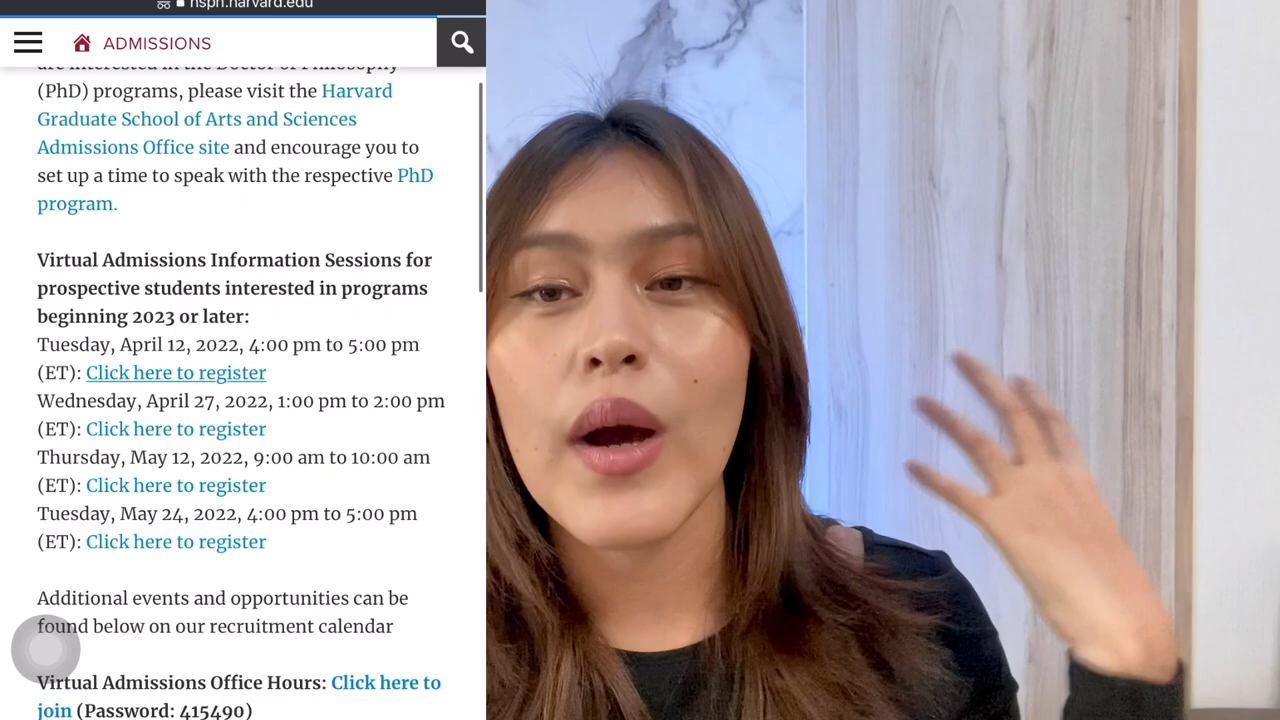 hsph.harvard.edu
ADMISSIONS
are interested in the Doctor of Philosophy
(PhD) programs, please visit the Harvard
Graduate School of Arts and Sciences
Admissions Office site and encourage you to
set up a time to speak with the respective PhD
program.
Virtual Admissions Information Sessions for
prospective students interested in programs
beginning 2023 or later:
Tuesday, April 12, 2022, 4:00 pm to 5:00 pm
(ET): Click here to register
Wednesday, April 27, 2022, 1:00 pm to 2:00 pm
(ET): Click here to register
Thursday, May 12, 2022, 9:00 am to 10:00 am
(ET): Click here to register
Tuesday, May 24, 2022, 4:00 pm to 5:00 pm
(ET): Click here to register
Additional events and opportunities can be
found below on our recruitment calendar
Virtual Admissions Office Hours: Click here to
join (Password: 415490)